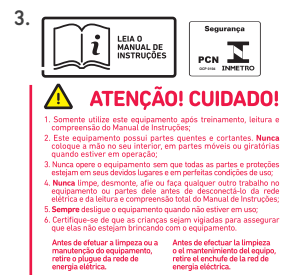 3.
LEIA O
MANUAL DE
INSTRUÇÕES
Segurança
PCN
OCP 0104
INMETRO
ATENÇÃO! CUIDADO!
1. Somente utilize este equipamento após treinamento, leitura e
compreensão do Manual de Instruções;
2. Este equipamento possui partes quentes e cortantes. Nunca
coloque a mão no seu interior, em partes móveis ou giratórias
quando estiver em operação;
3. Nunca opere o equipamento sem que todas as partes e proteções
estejam em seus devidos lugares e em perfeitas condições de uso;
4. Nunca limpe, desmonte, afie ou faça qualquer outro trabalho no
equipamento ou partes dele antes de desconectá-lo da rede
elétrica e da leitura e compreensão total do Manual de Instruções;
5. Sempre desligue o equipamento quando não estiver em uso;
6. Certifique-se de que as crianças sejam vigiadas para assegurar
que elas não estejam brincando com o equipamento.
Antes de efetuar a limpeza ou a
manutenção do equipamento,
retire o plugue da rede de
energia elétrica.
Antes de efectuar la limpieza
o el mantenimiento del equipo,
retire el enchufe de la red de
energía eléctrica.